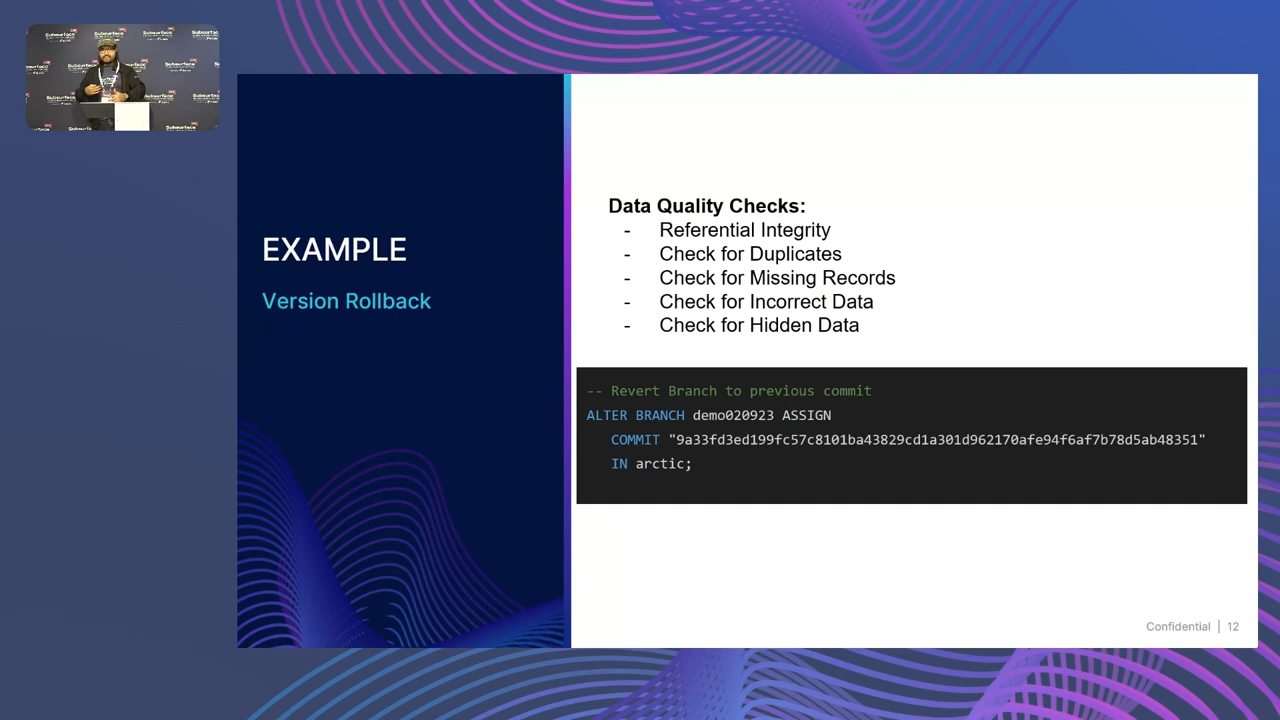 Subsurface
EXAMPLE
Version Rollback
Data Quality Checks:
- Referential Integrity
- Check for Duplicates
- Check for Missing Records
- Check for Incorrect Data
- Check for Hidden Data
-- Revert Branch to previous commit
ALTER BRANCH demo020923 ASSIGN
COMMIT "9a33fd3ed199fc57c8101ba43829cd1a301d962170afe94f6af7b78d5ab48351"
IN arctic;
Confidential | 12